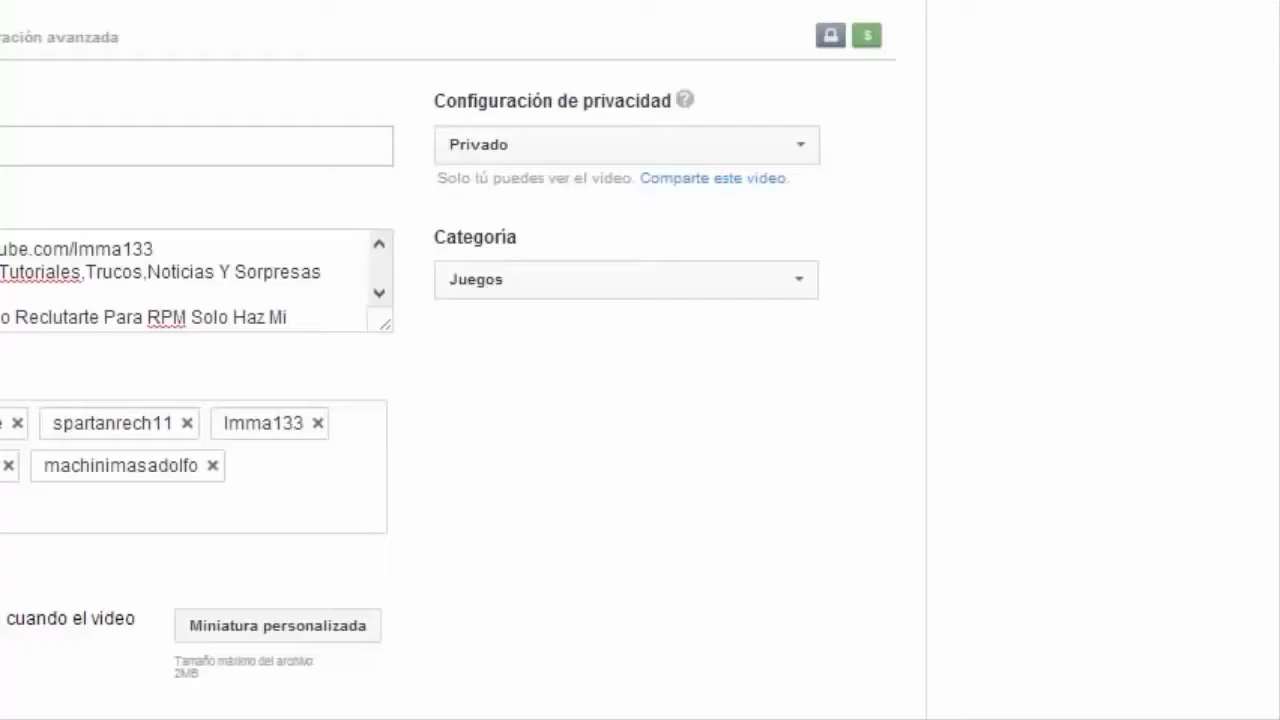 ración avanzada
$
Configuración de privacidad ?
Privado
Solo tú puedes ver el video. Comparte este video.
ube.com/Imma133
Tutoriales,Trucos,Noticias Y Sorpresas
o Reclutarte Para RPM Solo Haz Mi
Categoría
Juegos
e × spartanrech11 × Imma133 ×
× machinimasadolfo ×
cuando el video
Miniatura personalizada
Tamaño máximo del archivo:
2MB